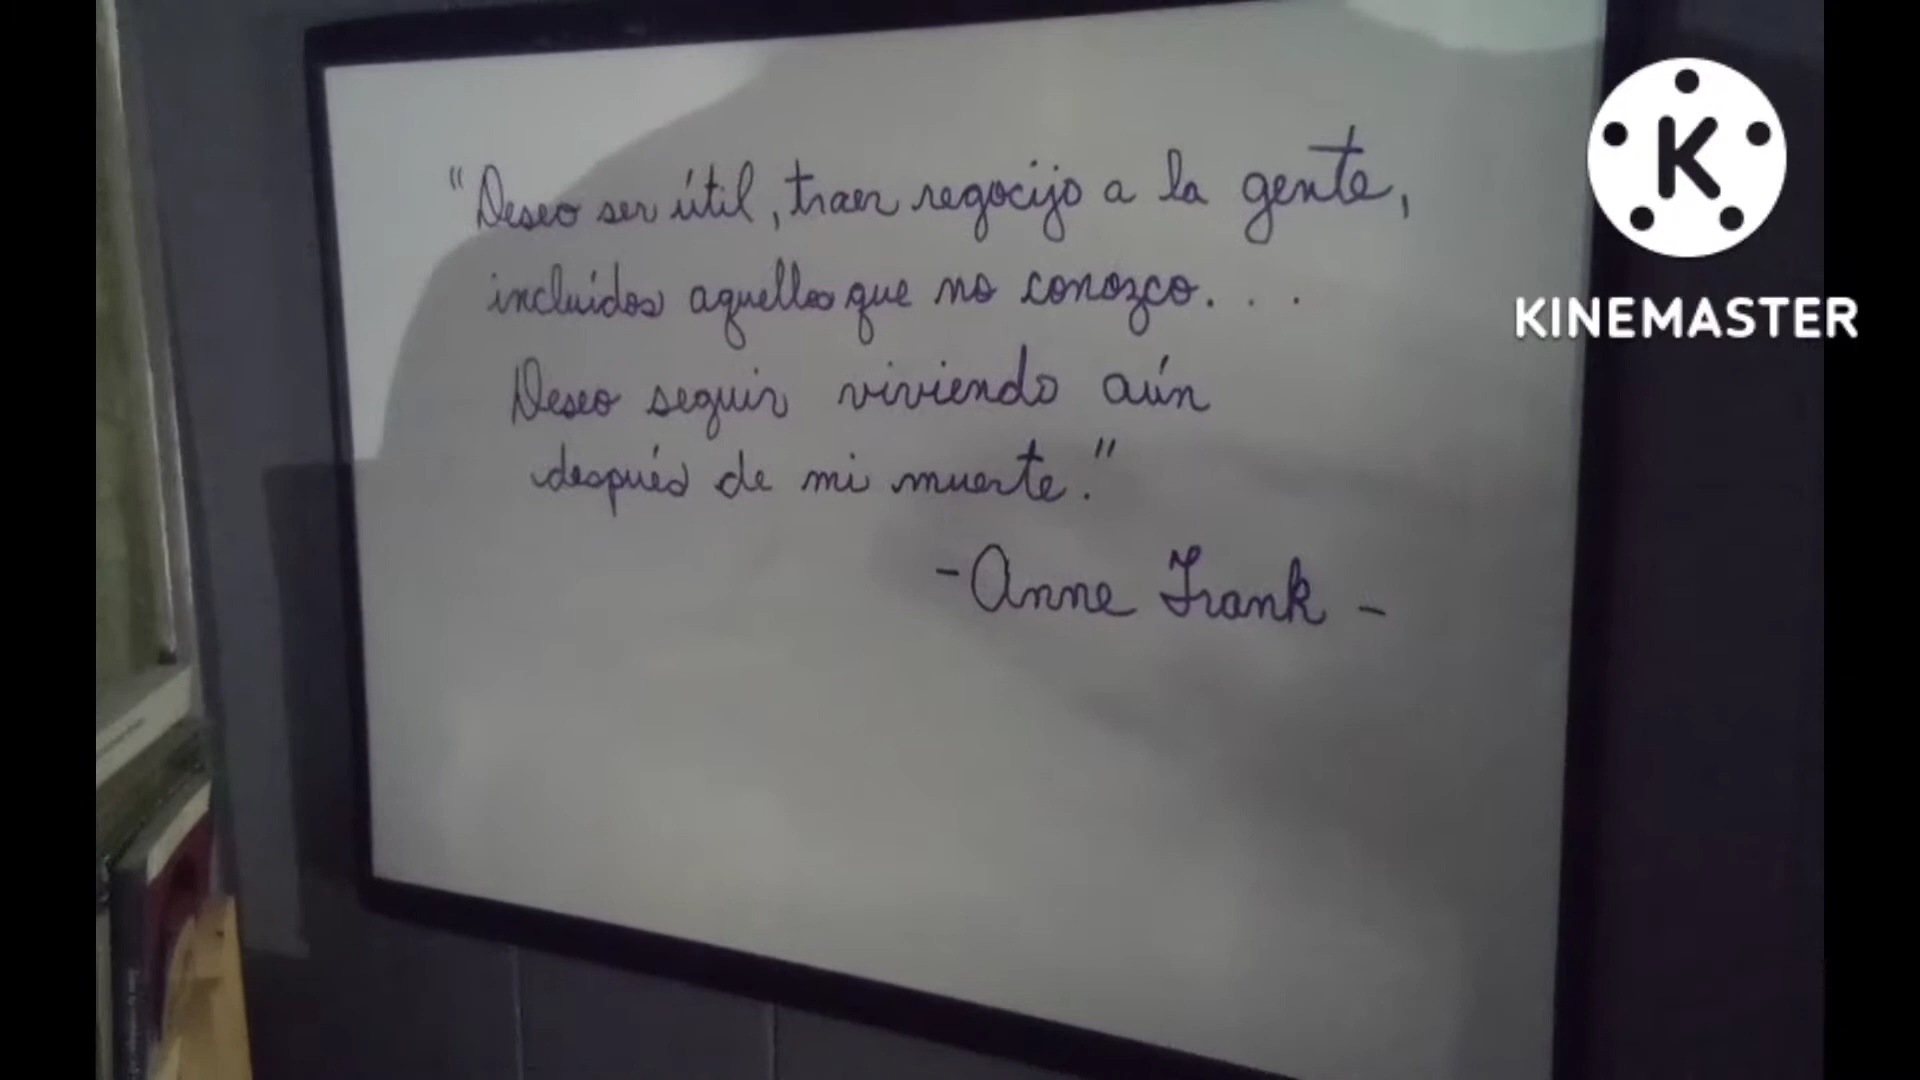 "Deseo ser útil, traer regocijo a la gente,
incluídos aquellos que no conozco. . .
Deseo seguir viviendo aún
después de mi muerte."
- Anne Frank -
K
KINEMASTER